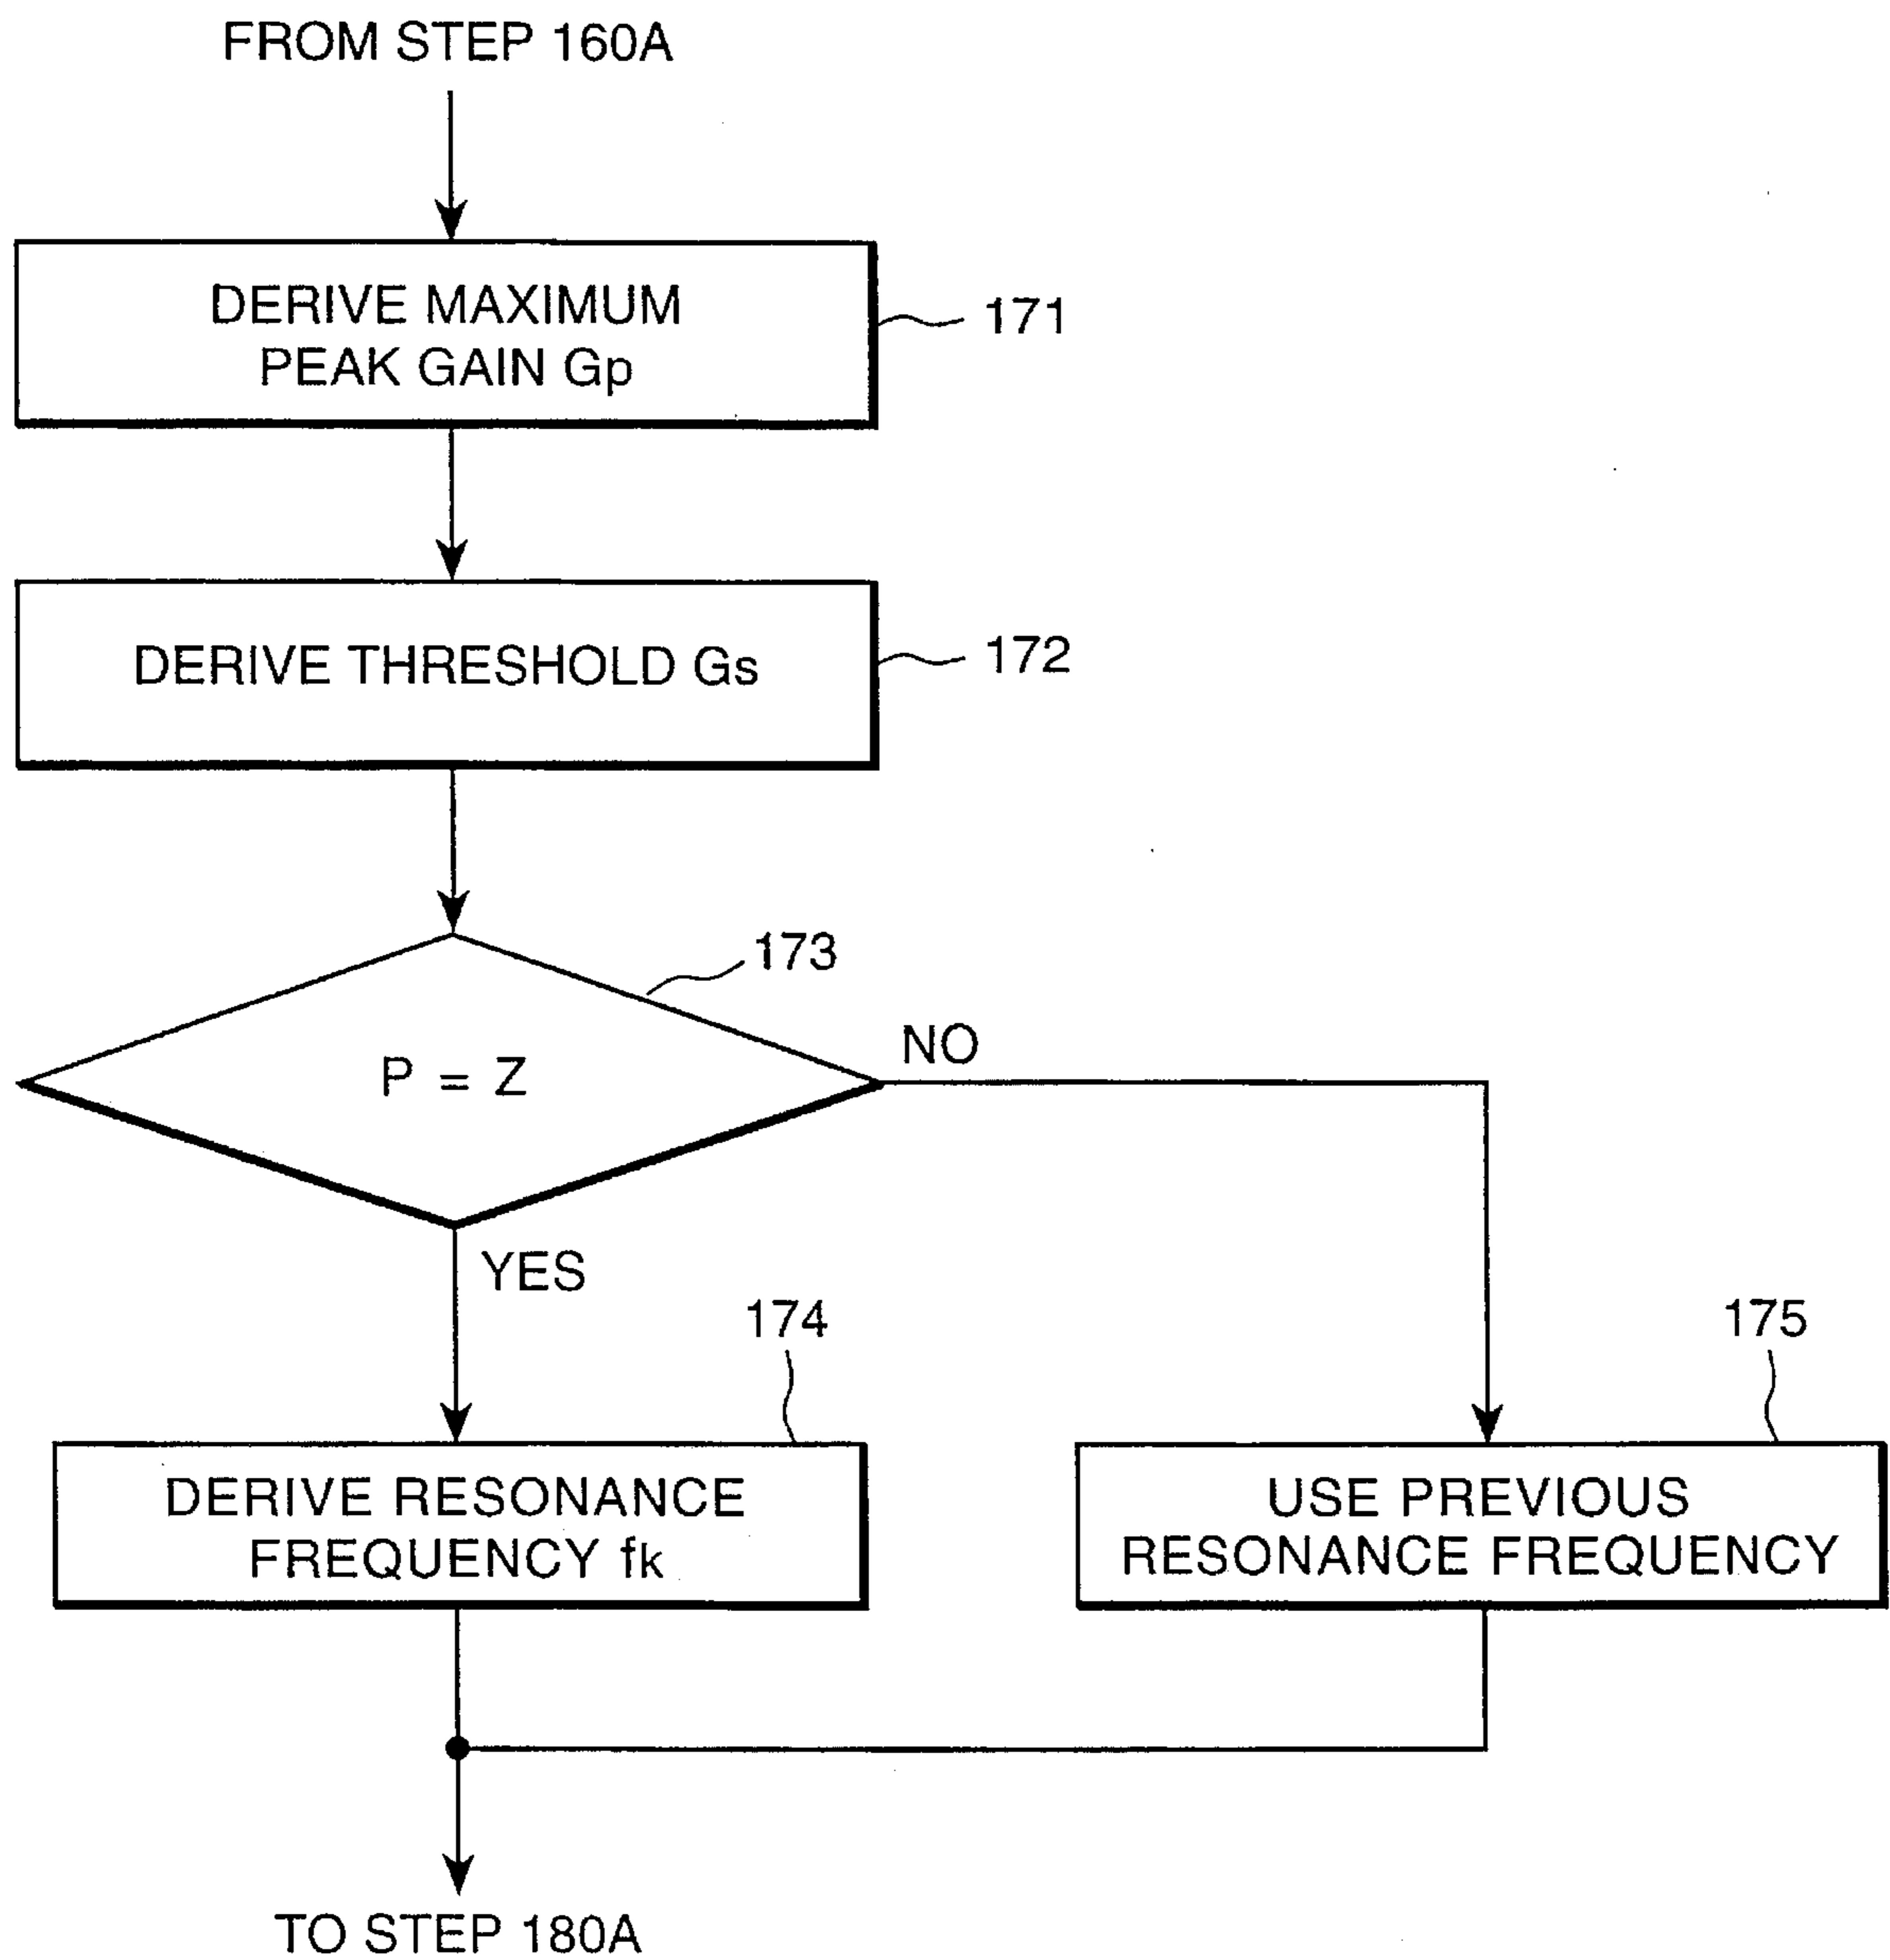 FROM STEP 160A
DERIVE MAXIMUM
PEAK GAIN Gp
171
DERIVE THRESHOLD Gs
172
173
P = Z
NO
YES
174
175
DERIVE RESONANCE
FREQUENCY fk
USE PREVIOUS
RESONANCE FREQUENCY
TO STEP 180A